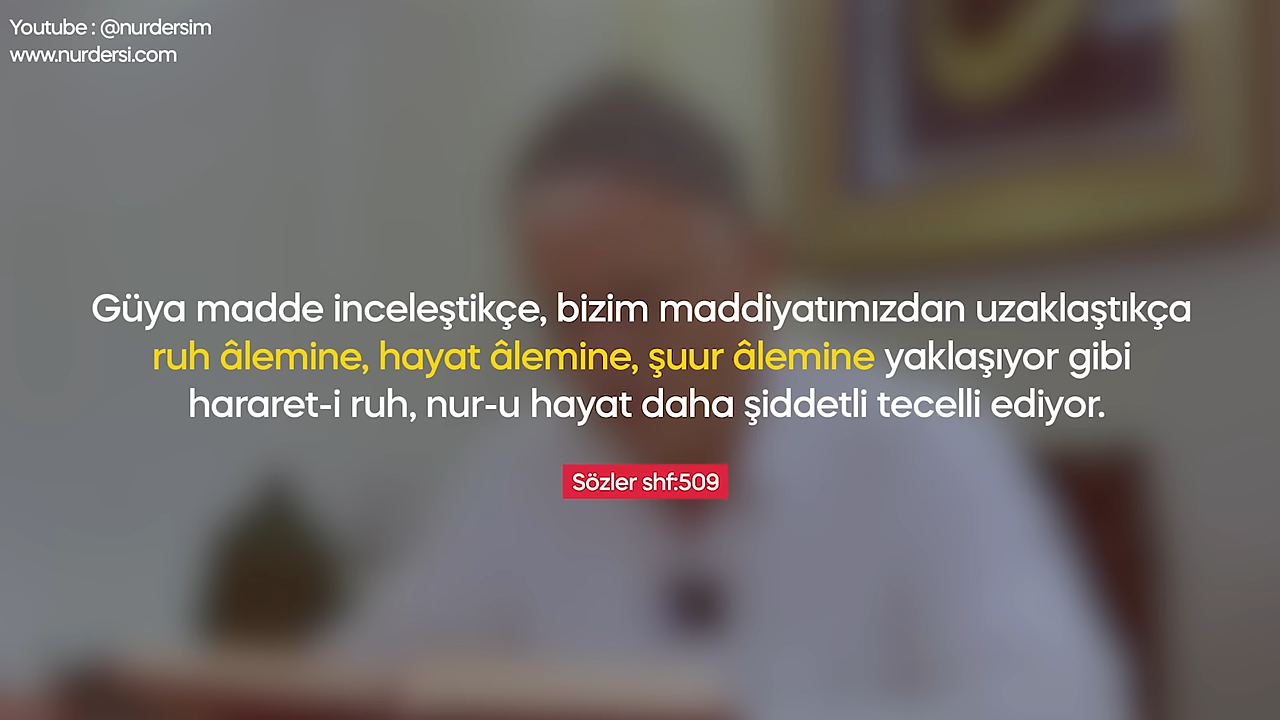 Youtube : @nurdersim
www.nurdersi.com
Güya madde inceleştikçe, bizim maddiyatımızdan uzaklaştıkça
ruh âlemine, hayat âlemine, şuur âlemine yaklaşıyor gibi
hararet-i ruh, nur-u hayat daha şiddetli tecelli ediyor.
Sözler shf:509